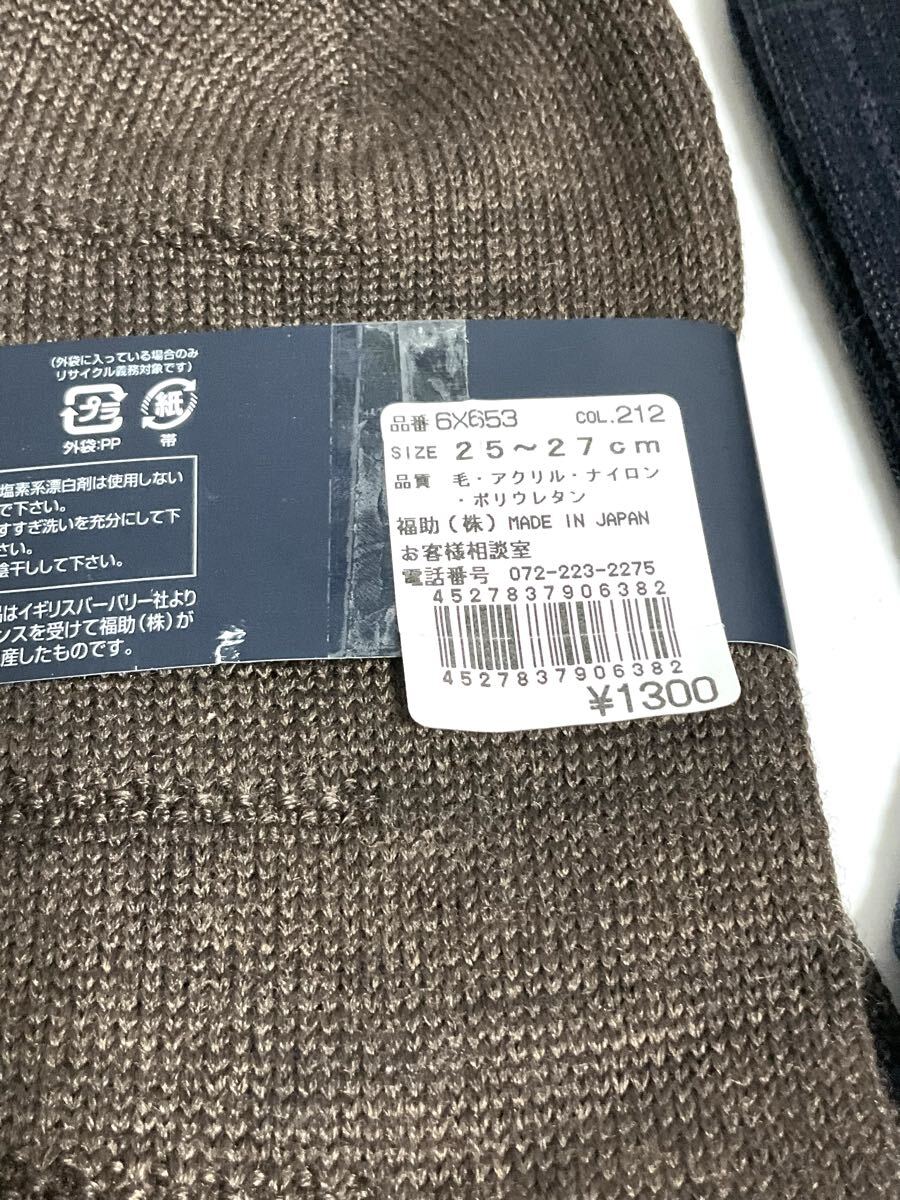 (外袋に入っている場合のみ
リサイクル義務対象です)
プラ 紙
外袋:PP 帯
塩素系漂白剤は使用しない
で下さい。
すすぎ洗いを充分にして下
さい。
陰干しして下さい。
品はイギリスバーバリー社より
ンスを受けて福助(株)が
産したものです。
品番 6X653 COL.212
SIZE 25～27cm
品質 毛・アクリル・ナイロン
・ポリウレタン
福助(株) MADE IN JAPAN
お客様相談室
電話番号 072-223-2275
4527837906382
4527837906382
¥1300